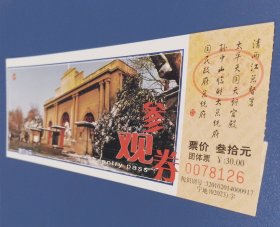 清两江总督署
太平天国天朝宫殿
孙中山临时大总统
国民政府总统府
参观券
entry pass
票价 叁拾元
团体票 ￥:30.00
0078126